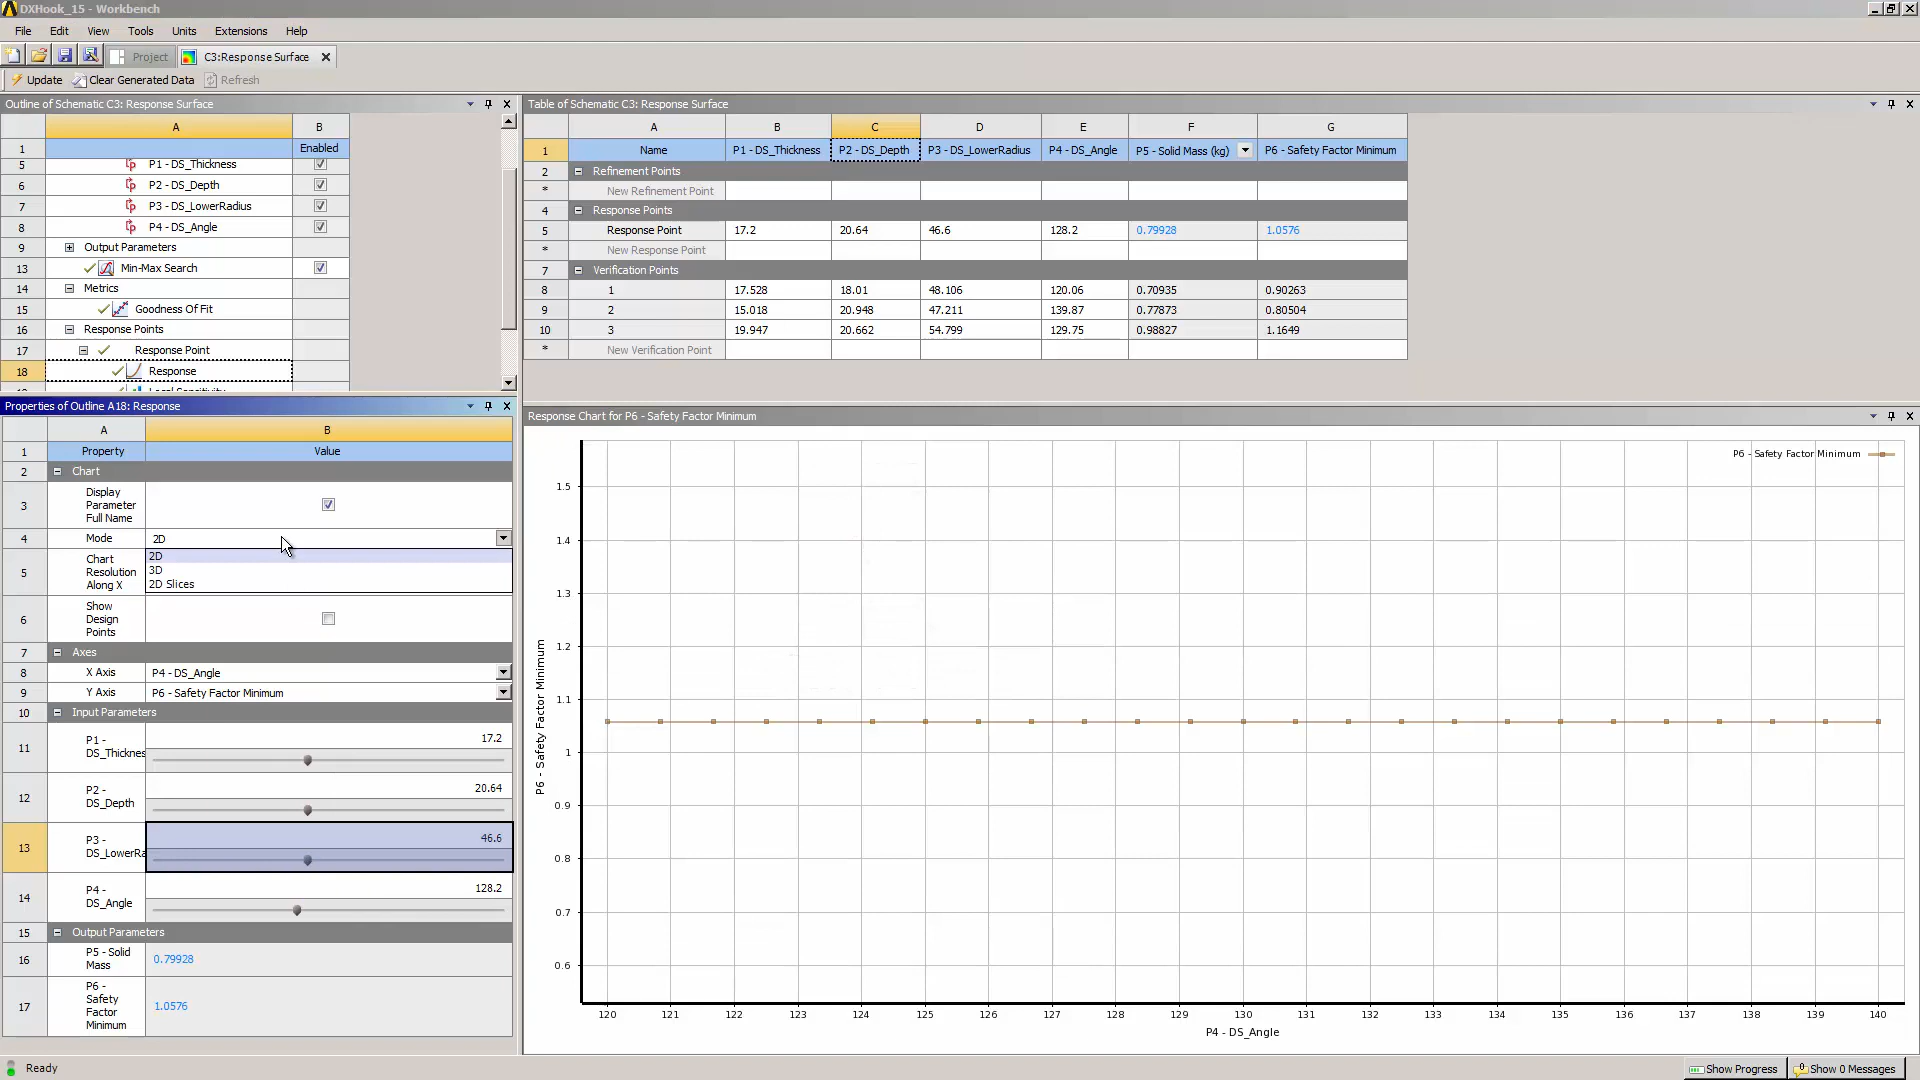 DXHook_15 - Workbench
File Edit View Tools Units Extensions Help
Project C3:Response Surface
Update Clear Generated Data Refresh
Outline of Schematic C3: Response Surface
A B
1 Enabled
5 P1 - DS_Thickness
6 P2 - DS_Depth
7 P3 - DS_LowerRadius
8 P4 - DS_Angle
9 Output Parameters
13 Min-Max Search
14 Metrics
15 Goodness Of Fit
16 Response Points
17 Response Point
18 Response
Properties of Outline A18: Response
A B
1 Property Value
2 Chart
3 Display
Parameter
Full Name
4 Mode 2D
2D
3D
2D Slices
5 Chart
Resolution
Along X
6 Show
Design
Points
7 Axes
8 X Axis P4 - DS_Angle
9 Y Axis P6 - Safety Factor Minimum
10 Input Parameters
11 P1 -
DS_Thicknes 17.2
12 P2 -
DS_Depth 20.64
13 P3 -
DS_LowerRa 46.6
14 P4 -
DS_Angle 128.2
15 Output Parameters
16 P5 - Solid
Mass 0.79928
17 P6 -
Safety
Factor
Minimum 1.0576
Table of Schematic C3: Response Surface
A B C D E F G
1 Name P1 - DS_Thickness P2 - DS_Depth P3 - DS_LowerRadius P4 - DS_Angle P5 - Solid Mass (kg) P6 - Safety Factor Minimum
2 Refinement Points
* New Refinement Point
4 Response Points
5 Response Point 17.2 20.64 46.6 128.2 0.79928 1.0576
* New Response Point
7 Verification Points
8 1 17.528 18.01 48.106 120.06 0.70935 0.90263
9 2 15.018 20.948 47.211 139.87 0.77873 0.80504
10 3 19.947 20.662 54.799 129.75 0.98827 1.1649
* New Verification Point
Response Chart for P6 - Safety Factor Minimum
P6 - Safety Factor Minimum
P6 - Safety Factor Minimum
1.5
1.4
1.3
1.2
1.1
1
0.9
0.8
0.7
0.6
120 121 122 123 124 125 126 127 128 129 130 131 132 133 134 135 136 137 138 139 140
P4 - DS_Angle
Ready Show Progress Show 0 Messages